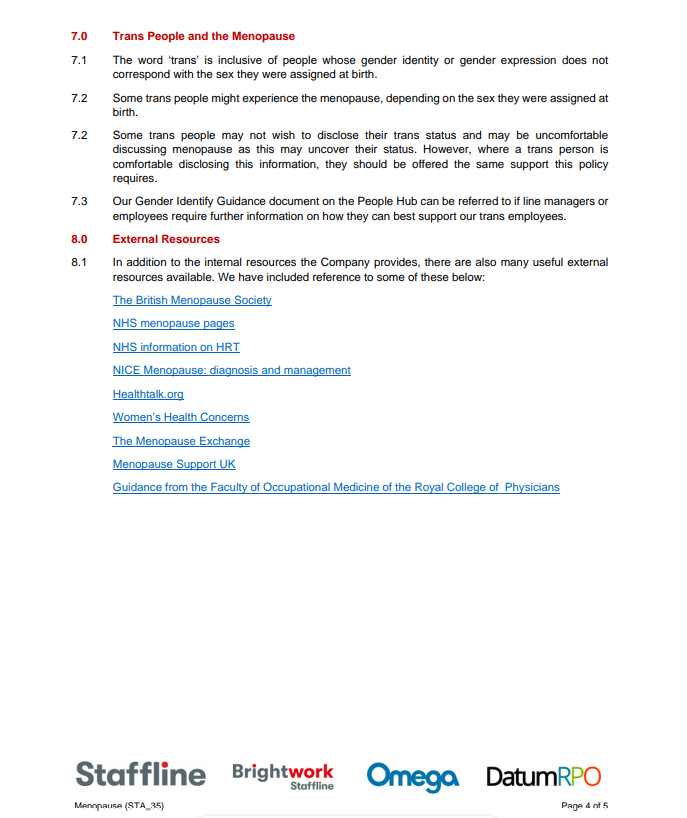 7.0 Trans People and the Menopause
7.1 The word ‘trans’ is inclusive of people whose gender identity or gender expression does not
correspond with the sex they were assigned at birth.
7.2 Some trans people might experience the menopause, depending on the sex they were assigned at
birth.
7.2 Some trans people may not wish to disclose their trans status and may be uncomfortable
discussing menopause as this may uncover their status. However, where a trans person is
comfortable disclosing this information, they should be offered the same support this policy
requires.
7.3 Our Gender Identify Guidance document on the People Hub can be referred to if line managers or
employees require further information on how they can best support our trans employees.
8.0 External Resources
8.1 In addition to the internal resources the Company provides, there are also many useful external
resources available. We have included reference to some of these below:
The British Menopause Society
NHS menopause pages
NHS information on HRT
NICE Menopause: diagnosis and management
Healthtalk.org
Women’s Health Concerns
The Menopause Exchange
Menopause Support UK
Guidance from the Faculty of Occupational Medicine of the Royal College of Physicians
Staffline Brightwork Omega DatumRPO
Staffline
Menopause (STA_35) Page 4 of 5